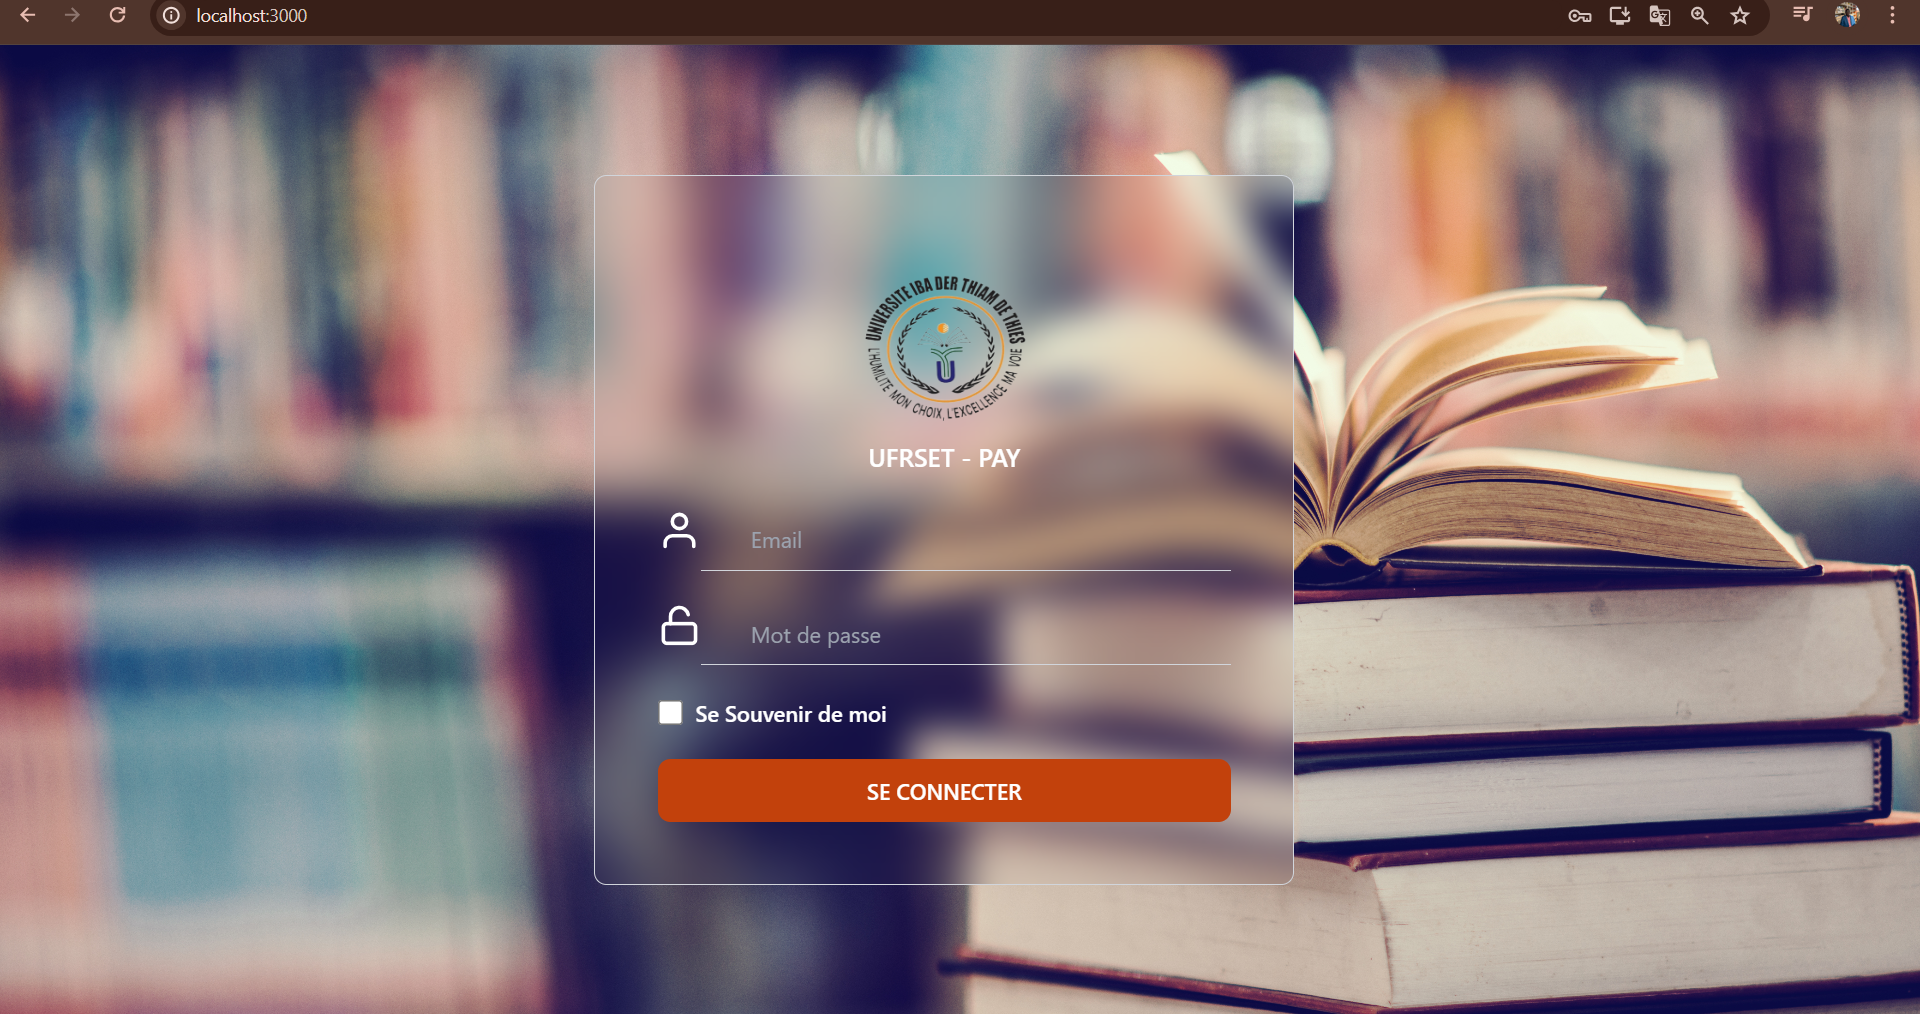 localhost:3000
UNIVERSITE IBA DER THIAM DE THIES
L'HUMILITE MON CHOIX, L'EXCELLENCE MA VOIE
U
UFRSET - PAY
Email
Mot de passe
Se Souvenir de moi
SE CONNECTER